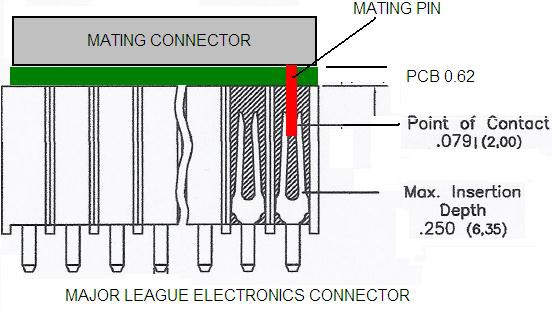 MATING PIN
MATING CONNECTOR
PCB 0.62
Point of Contact
.079 (2,00)
Max. Insertion
Depth
.250 (6,35)
MAJOR LEAGUE ELECTRONICS CONNECTOR